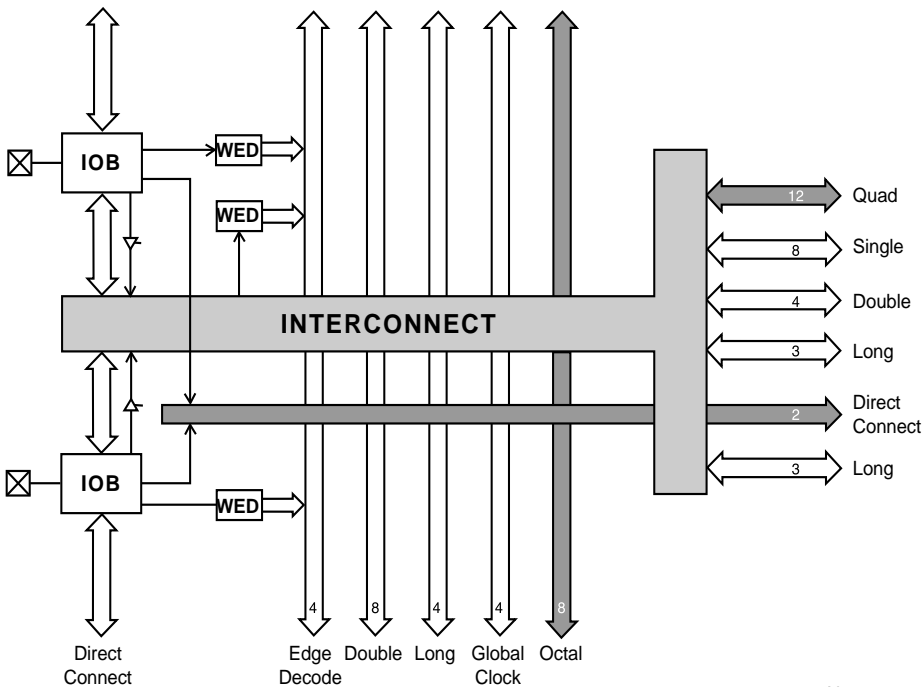 IOB
WED
WED
12
Quad
8
Single
4
Double
INTERCONNECT
3
Long
2
Direct
Connect
IOB
3
Long
WED
4
8
4
4
8
Direct
Connect
Edge
Decode
Double
Long
Global
Clock
Octal